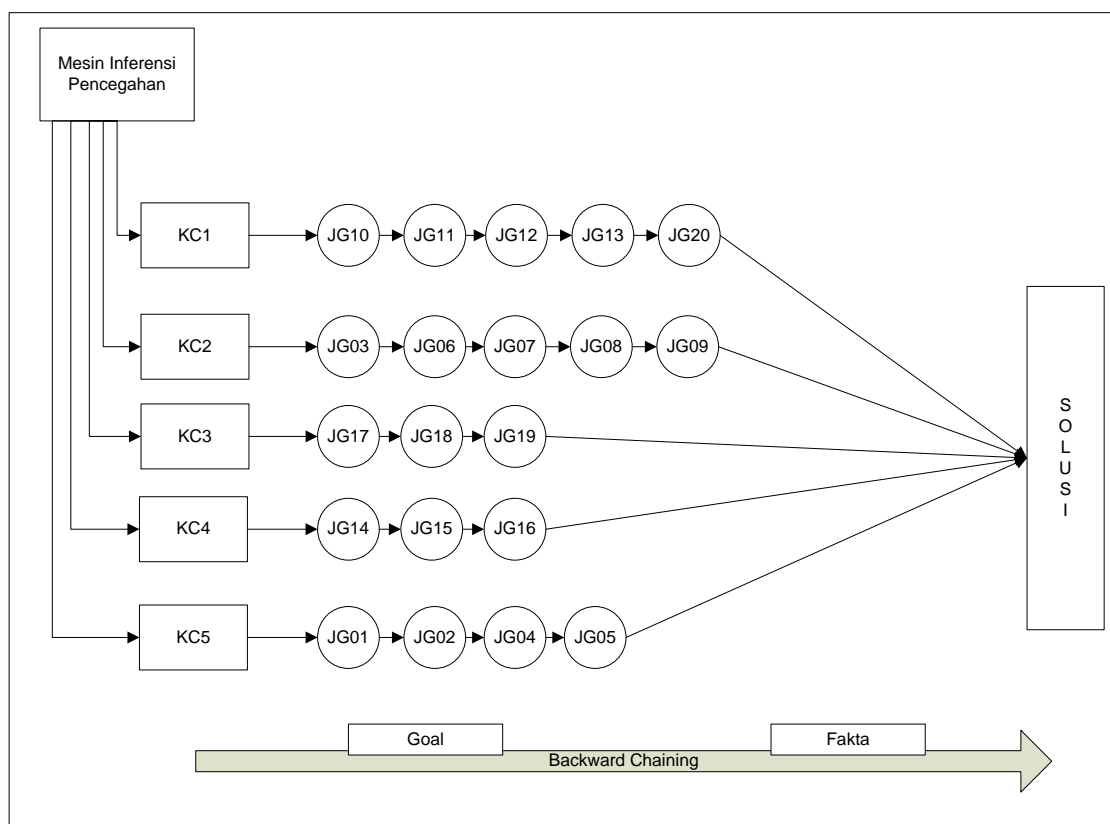 Mesin Inferensi
Pencegahan
KC1
JG10
JG11
JG12
JG13
JG20
KC2
JG03
JG06
JG07
JG08
JG09
KC3
JG17
JG18
JG19
KC4
JG14
JG15
JG16
KC5
JG01
JG02
JG04
JG05
S
O
L
U
S
I
Goal
Fakta
Backward Chaining